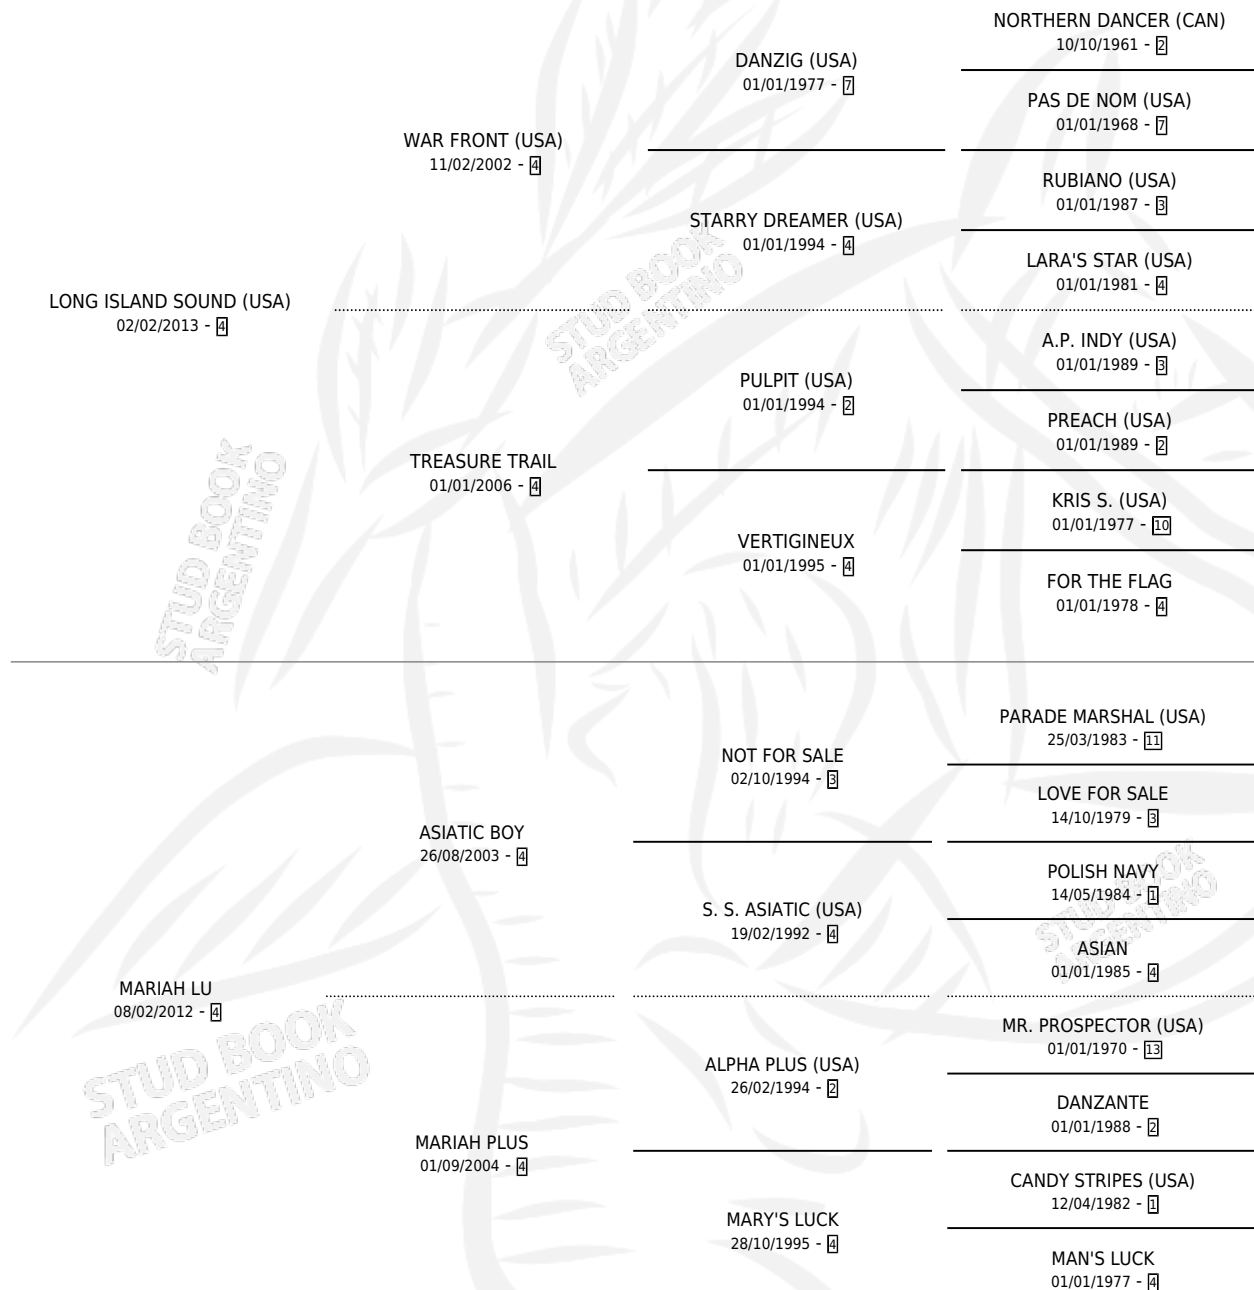 NORTHERN DANCER (CAN)
10/10/1961 - 2
DANZIG (USA)
01/01/1977 - 7
PAS DE NOM (USA)
01/01/1968 - 7
WAR FRONT (USA)
11/02/2002 - 4
RUBIANO (USA)
01/01/1987 - 3
STARRY DREAMER (USA)
01/01/1994 - 4
LARA'S STAR (USA)
01/01/1981 - 4
LONG ISLAND SOUND (USA)
02/02/2013 - 4
A.P. INDY (USA)
01/01/1989 - 3
PULPIT (USA)
01/01/1994 - 2
PREACH (USA)
01/01/1989 - 2
TREASURE TRAIL
01/01/2006 - 4
KRIS S. (USA)
01/01/1977 - 10
VERTIGINEUX
01/01/1995 - 4
FOR THE FLAG
01/01/1978 - 4
PARADE MARSHAL (USA)
25/03/1983 - 11
NOT FOR SALE
02/10/1994 - 3
LOVE FOR SALE
14/10/1979 - 3
ASIATIC BOY
26/08/2003 - 4
POLISH NAVY
14/05/1984 - 1
S. S. ASIATIC (USA)
19/02/1992 - 4
ASIAN
01/01/1985 - 4
MARIAH LU
08/02/2012 - 4
MR. PROSPECTOR (USA)
01/01/1970 - 13
ALPHA PLUS (USA)
26/02/1994 - 2
DANZANTE
01/01/1988 - 2
MARIAH PLUS
01/09/2004 - 4
CANDY STRIPES (USA)
12/04/1982 - 1
MARY'S LUCK
28/10/1995 - 4
MAN'S LUCK
01/01/1977 - 4
STUD BOOK
ARGENTINO
STUD BOOK
ARGENTINO
STUD BOOK
ARGENTINO
STUD BOOK
ARGENTINO